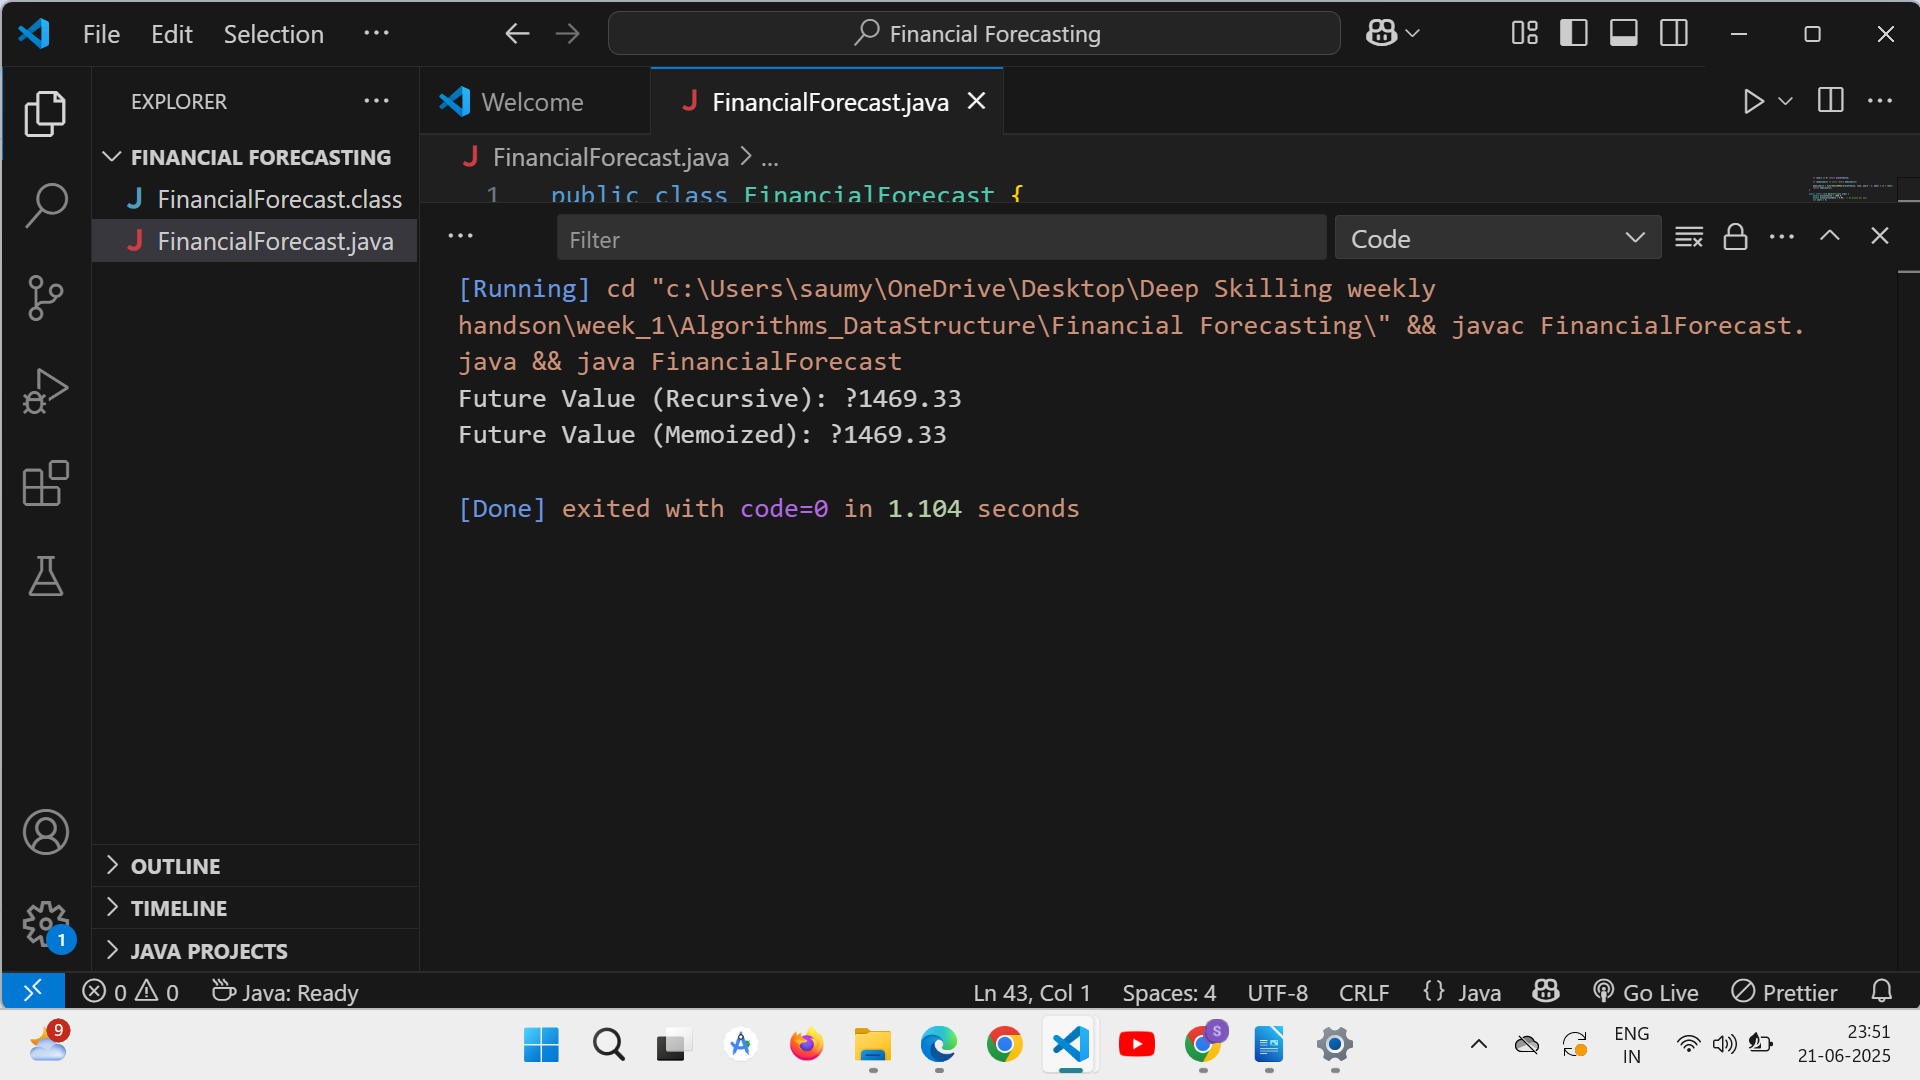 File Edit Selection ...
Financial Forecasting
EXPLORER ...
Welcome
FinancialForecast.java
FINANCIAL FORECASTING
FinancialForecast.class
FinancialForecast.java
FinancialForecast.java > ...
1 public class FinancialForecast {
Filter
Code
[Running] cd "c:\Users\saumy\OneDrive\Desktop\Deep Skilling weekly
handson\week_1\Algorithms_DataStructure\Financial Forecasting\" && javac FinancialForecast.
java && java FinancialForecast
Future Value (Recursive): ?1469.33
Future Value (Memoized): ?1469.33
[Done] exited with code=0 in 1.104 seconds
OUTLINE
TIMELINE
JAVA PROJECTS
1
0 0 Java: Ready
Ln 43, Col 1 Spaces: 4 UTF-8 CRLF {} Java Go Live Prettier
9
S
ENG
IN
23:51
21-06-2025